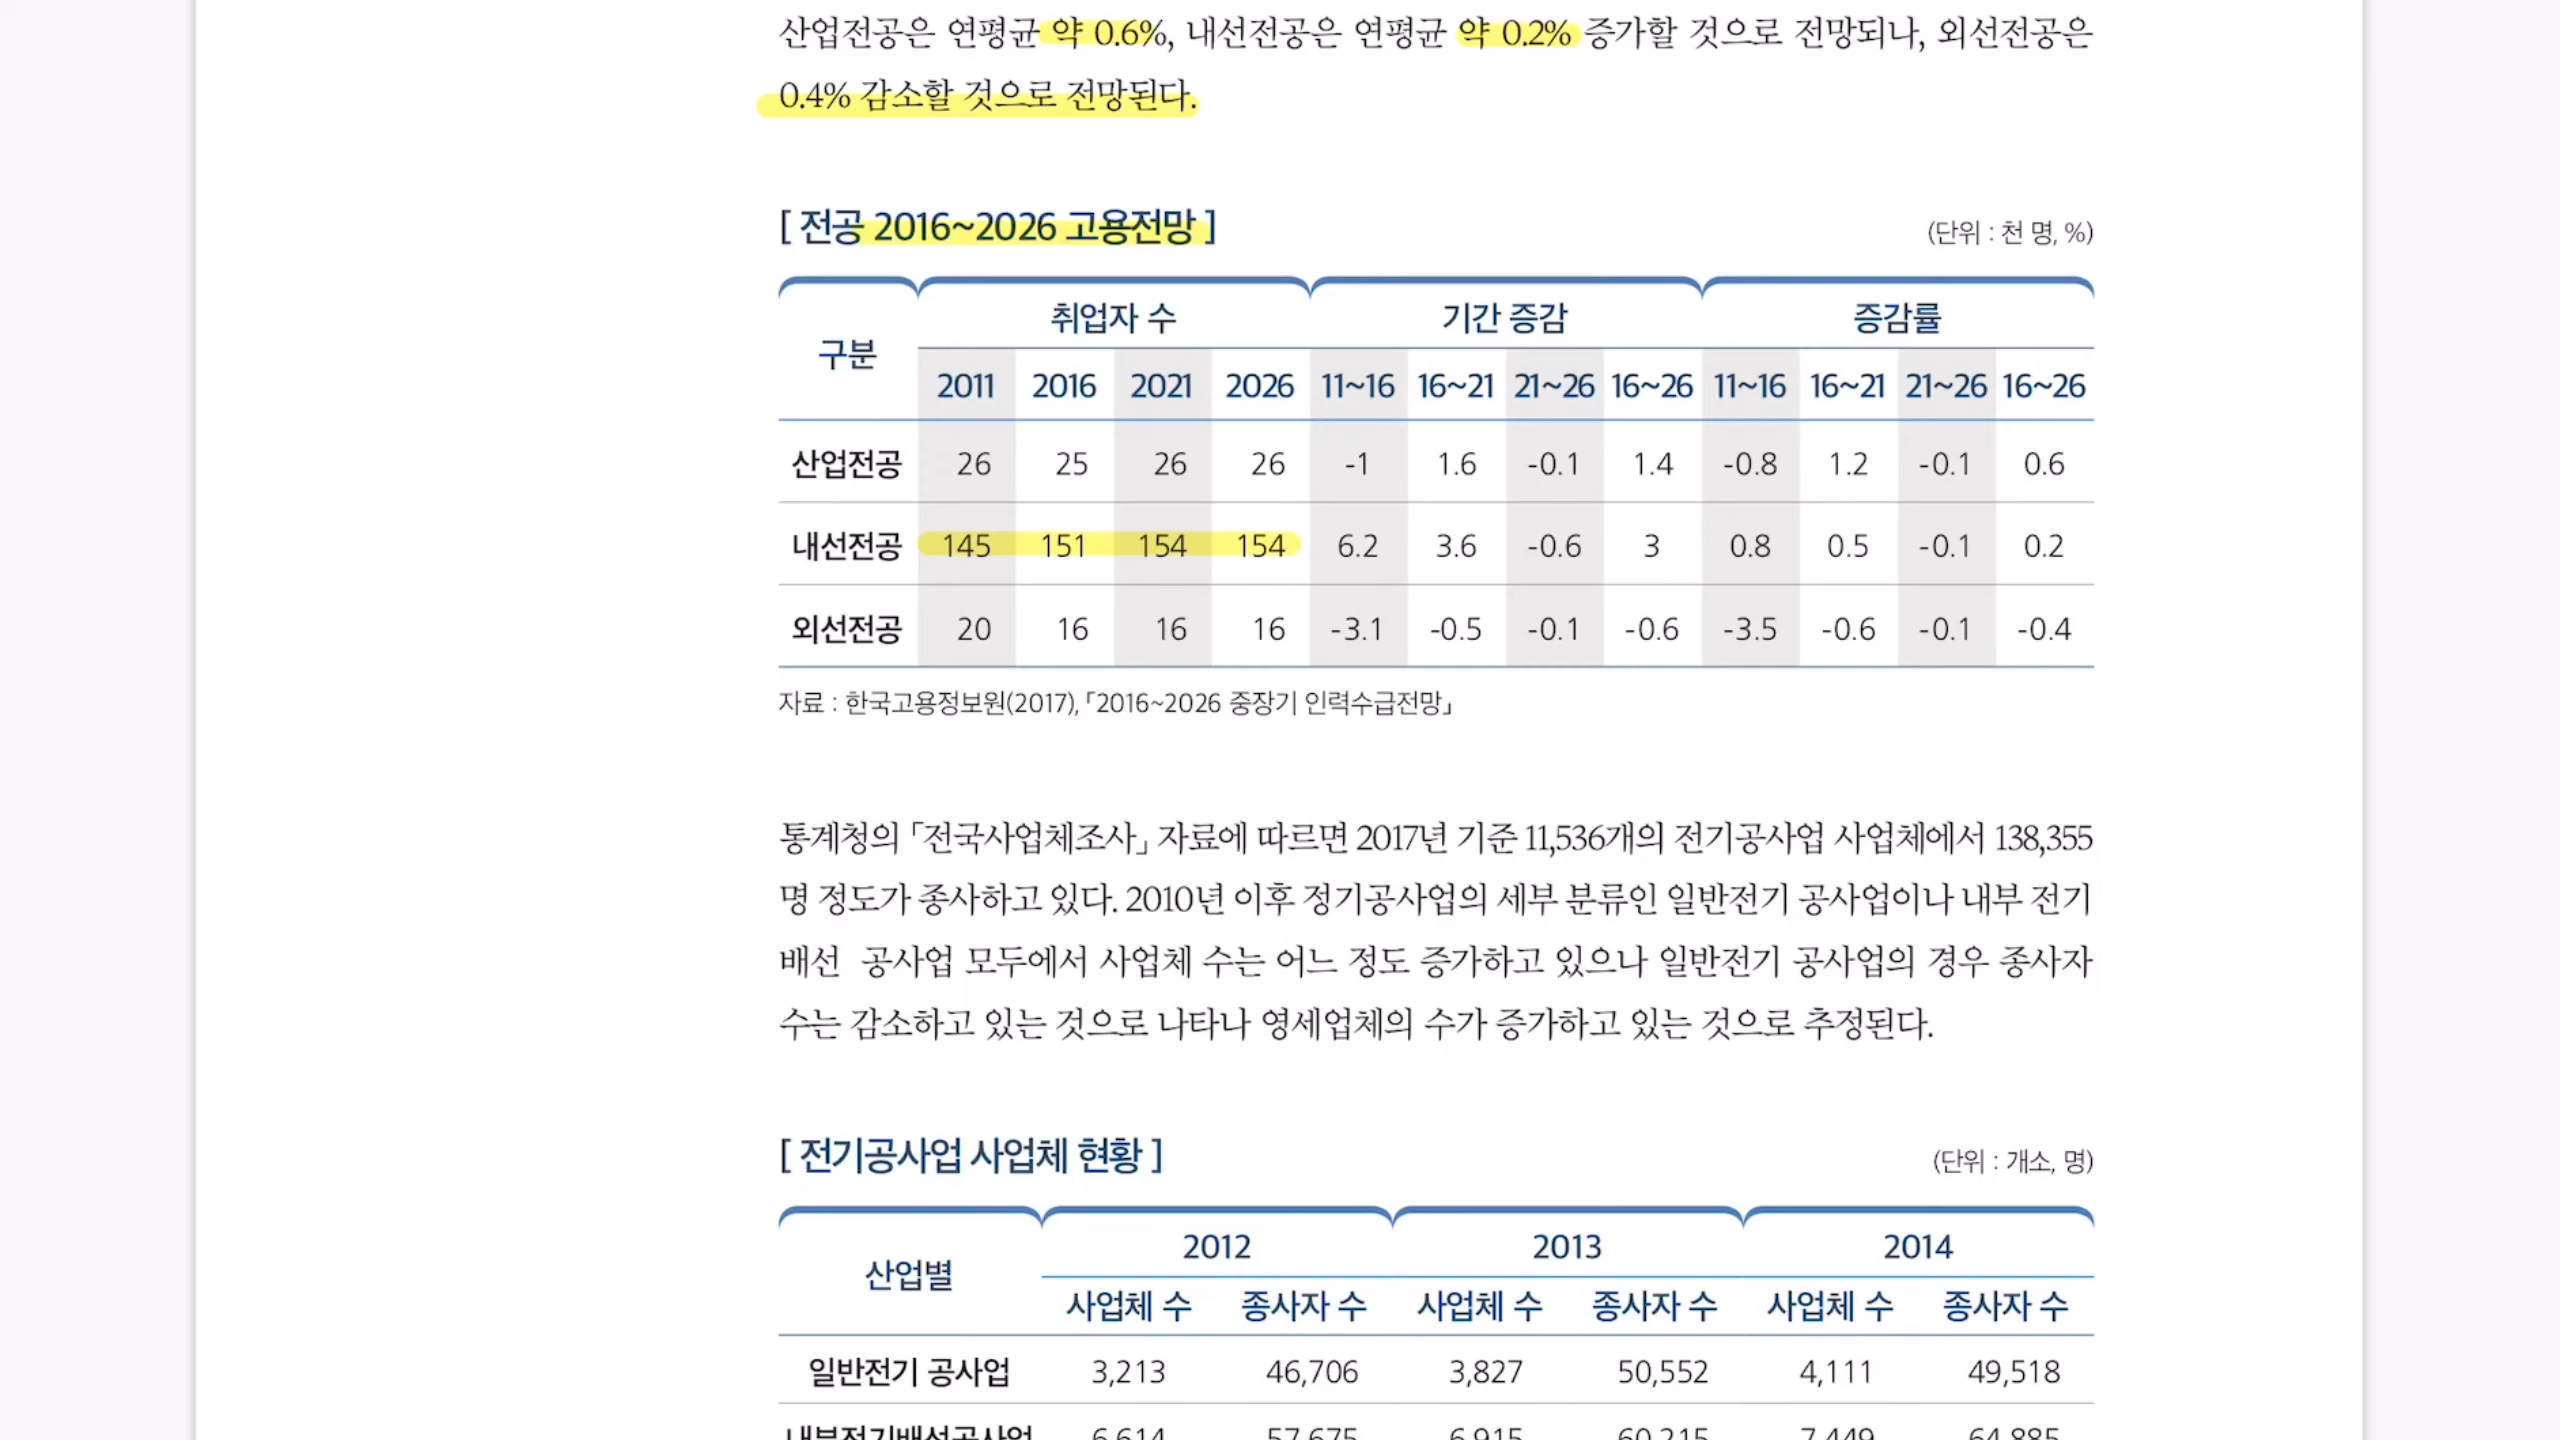 산업전공은 연평균 약 0.6%, 내선전공은 연평균 약 0.2% 증가할 것으로 전망되나, 외선전공은
0.4% 감소할 것으로 전망된다.
[ 전공 2016~2026 고용전망 ] (단위 : 천 명, %)
구분 취업자 수 기간 증감 증감률
2011 2016 2021 2026 11~16 16~21 21~26 16~26 11~16 16~21 21~26 16~26
산업전공 26 25 26 26 -1 1.6 -0.1 1.4 -0.8 1.2 -0.1 0.6
내선전공 145 151 154 154 6.2 3.6 -0.6 3 0.8 0.5 -0.1 0.2
외선전공 20 16 16 16 -3.1 -0.5 -0.1 -0.6 -3.5 -0.6 -0.1 -0.4
자료 : 한국고용정보원(2017), 「2016~2026 중장기 인력수급전망」
통계청의 「전국사업체조사」 자료에 따르면 2017년 기준 11,536개의 전기공사업 사업체에서 138,355
명 정도가 종사하고 있다. 2010년 이후 정기공사업의 세부 분류인 일반전기 공사업이나 내부 전기
배선 공사업 모두에서 사업체 수는 어느 정도 증가하고 있으나 일반전기 공사업의 경우 종사자
수는 감소하고 있는 것으로 나타나 영세업체의 수가 증가하고 있는 것으로 추정된다.
[ 전기공사업 사업체 현황 ] (단위 : 개소, 명)
산업별 2012 2013 2014
사업체 수 종사자 수 사업체 수 종사자 수 사업체 수 종사자 수
일반전기 공사업 3,213 46,706 3,827 50,552 4,111 49,518
내부전기배선공사업 6,614 57,675 6,915 60,215 7,449 64,885